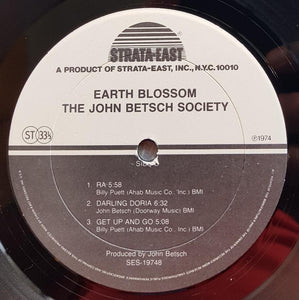 STRATA-EAST
A PRODUCT OF STRATA-EAST, INC., N.Y.C. 10010
EARTH BLOSSOM
THE JOHN BETSCH SOCIETY
ST 33⅓
℗1974
1 RA 5:58
Billy Puett (Ahab Music Co. Inc.) BMI
2 DARLING DORIA 6:32
John Betsch (Doorway Music) BMI
3 GET UP AND GO 5:08
Billy Puett (Ahab Music Co. Inc.) BMI
Produced by John Betsch
SES-19748